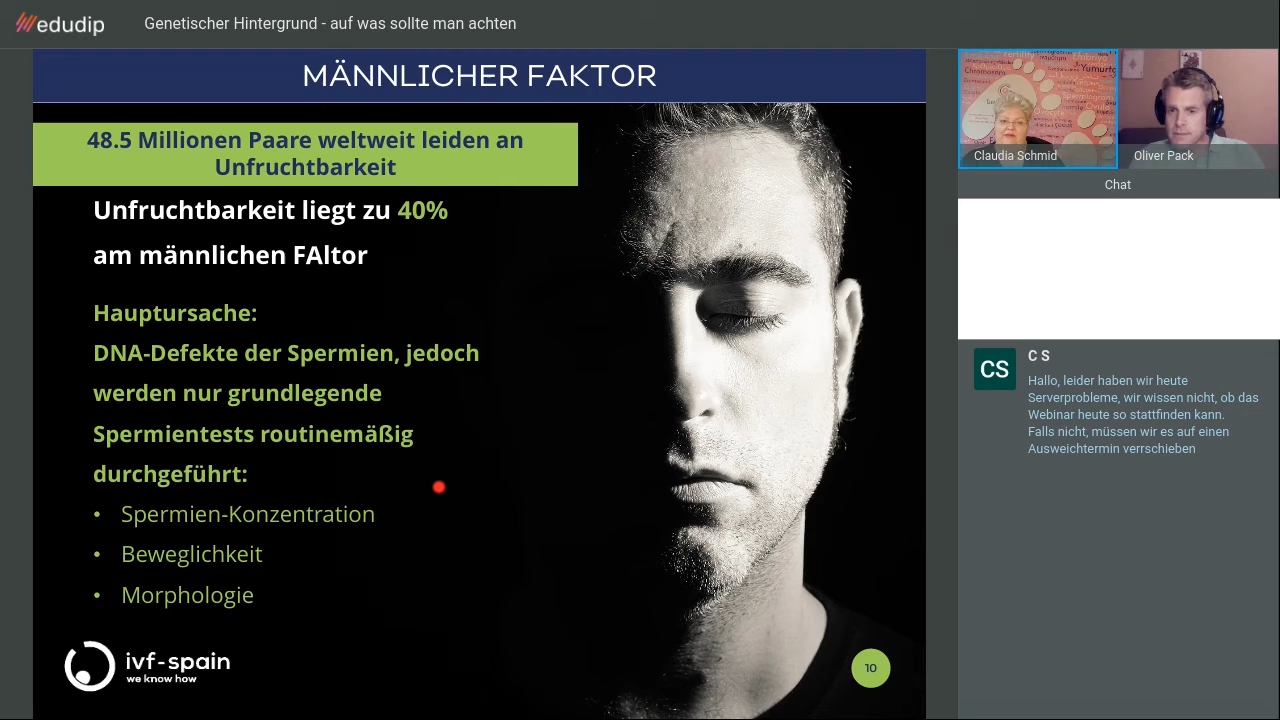 edudip
Genetischer Hintergrund - auf was sollte man achten
MÄNNLICHER FAKTOR
48.5 Millionen Paare weltweit leiden an
Unfruchtbarkeit
Unfruchtbarkeit liegt zu 40%
am männlichen FAltor
Hauptursache:
DNA-Defekte der Spermien, jedoch
werden nur grundlegende
Spermientests routinemäßig
durchgeführt:
• Spermien-Konzentration
• Beweglichkeit
• Morphologie
ivf-spain
we know how
10
Chromosom
Yumurta
Claudia Schmid
Oliver Pack
Chat
CS
C S
Hallo, leider haben wir heute
Serverprobleme, wir wissen nicht, ob das
Webinar heute so stattfinden kann.
Falls nicht, müssen wir es auf einen
Ausweichtermin verrschieben